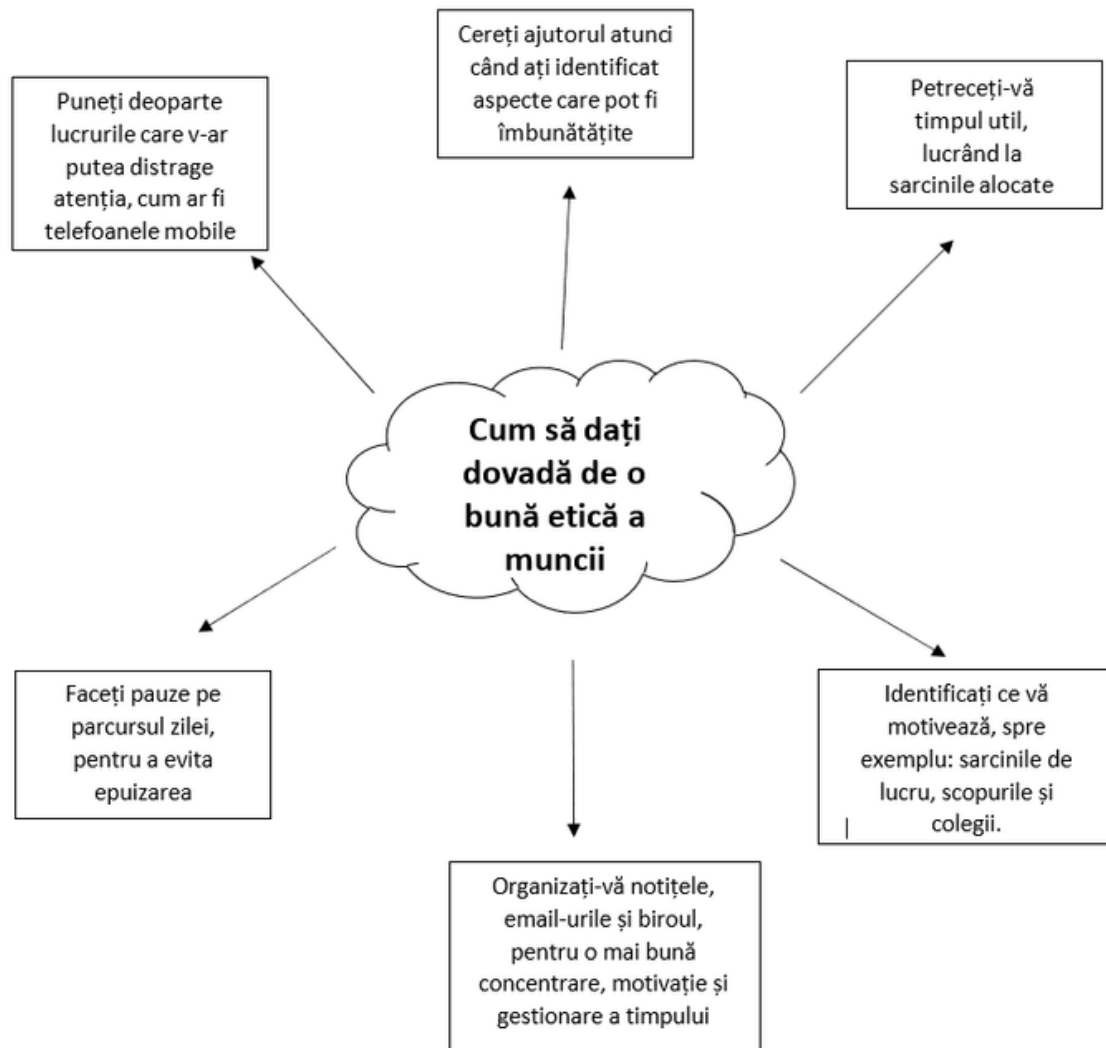 Puneți deoparte
lucrurile care v-ar
putea distrage
atenția, cum ar fi
telefoanele mobile
Cereți ajutorul atunci
când ați identificat
aspecte care pot fi
îmbunătățite
Petreceți-vă
timpul util,
lucrând la
sarcinile alocate
Cum să dați
dovadă de o
bună etică a
muncii
Faceți pauze pe
parcursul zilei,
pentru a evita
epuizarea
Organizați-vă notițele,
email-urile și biroul,
pentru o mai bună
concentrare, motivație și
gestionare a timpului
Identificați ce vă
motivează, spre
exemplu: sarcinile de
lucru, scopurile și
colegii.